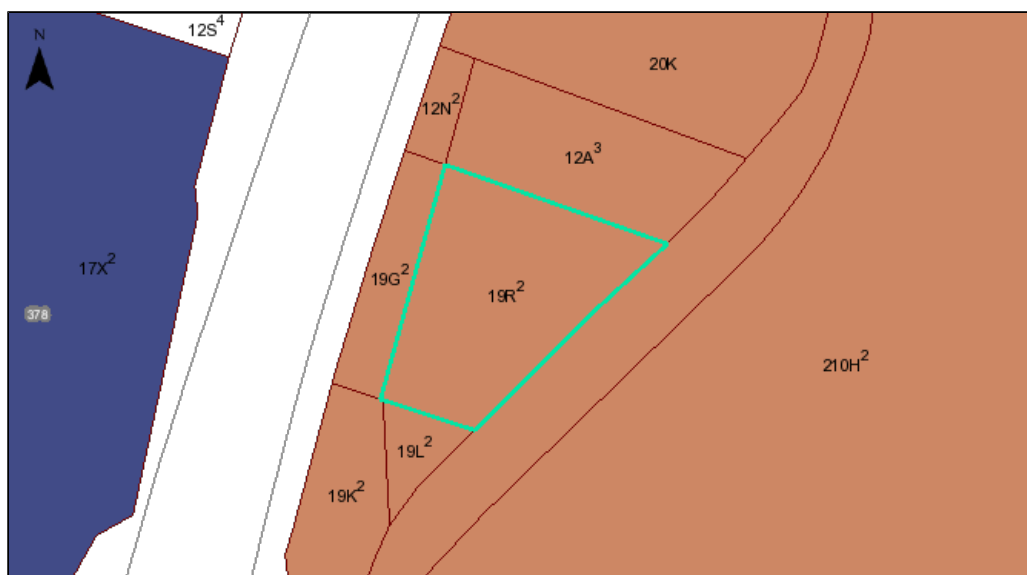 12S⁴
N
20K
12N²
12A³
17X²
19G²
19R²
378
210H²
19L²
19K²